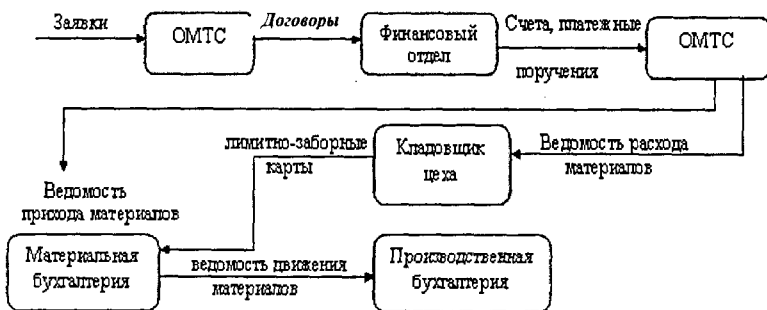 Заявки
ОМТС
Договоры
Финансовый
отдел
Счета, платежные
поручения
ОМТС
лимитно-заборные
карты
Кладовщик
цеха
Ведомость расхода
материалов
Ведомость
прихода материалов
Материальная
бухгалтерия
ведомость движения
материалов
Производственная
бухгалтерия